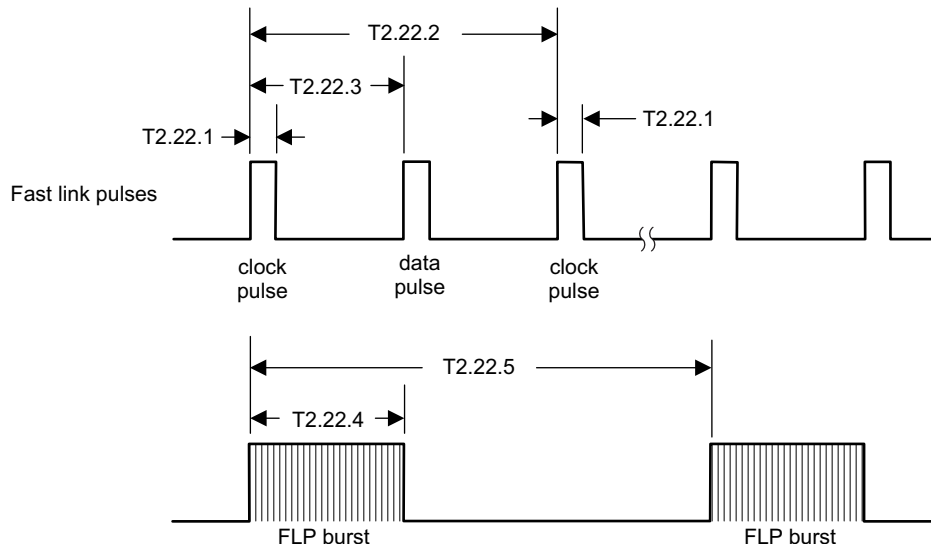 T2.22.2
T2.22.3
T2.22.1
T2.22.1
Fast link pulses
clock
pulse
data
pulse
clock
pulse
T2.22.5
T2.22.4
FLP burst
FLP burst